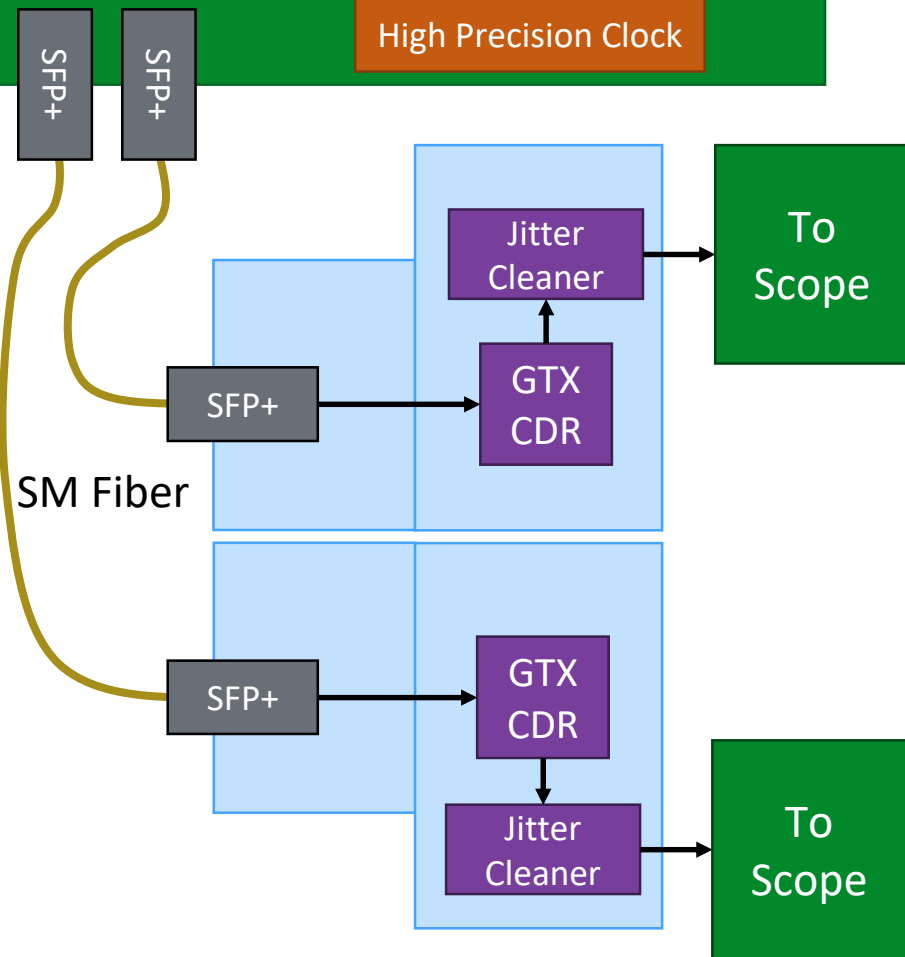 High Precision Clock
SFP+
SFP+
Jitter
Cleaner
To
Scope
GTX
CDR
SFP+
SM Fiber
GTX
CDR
SFP+
Jitter
Cleaner
To
Scope